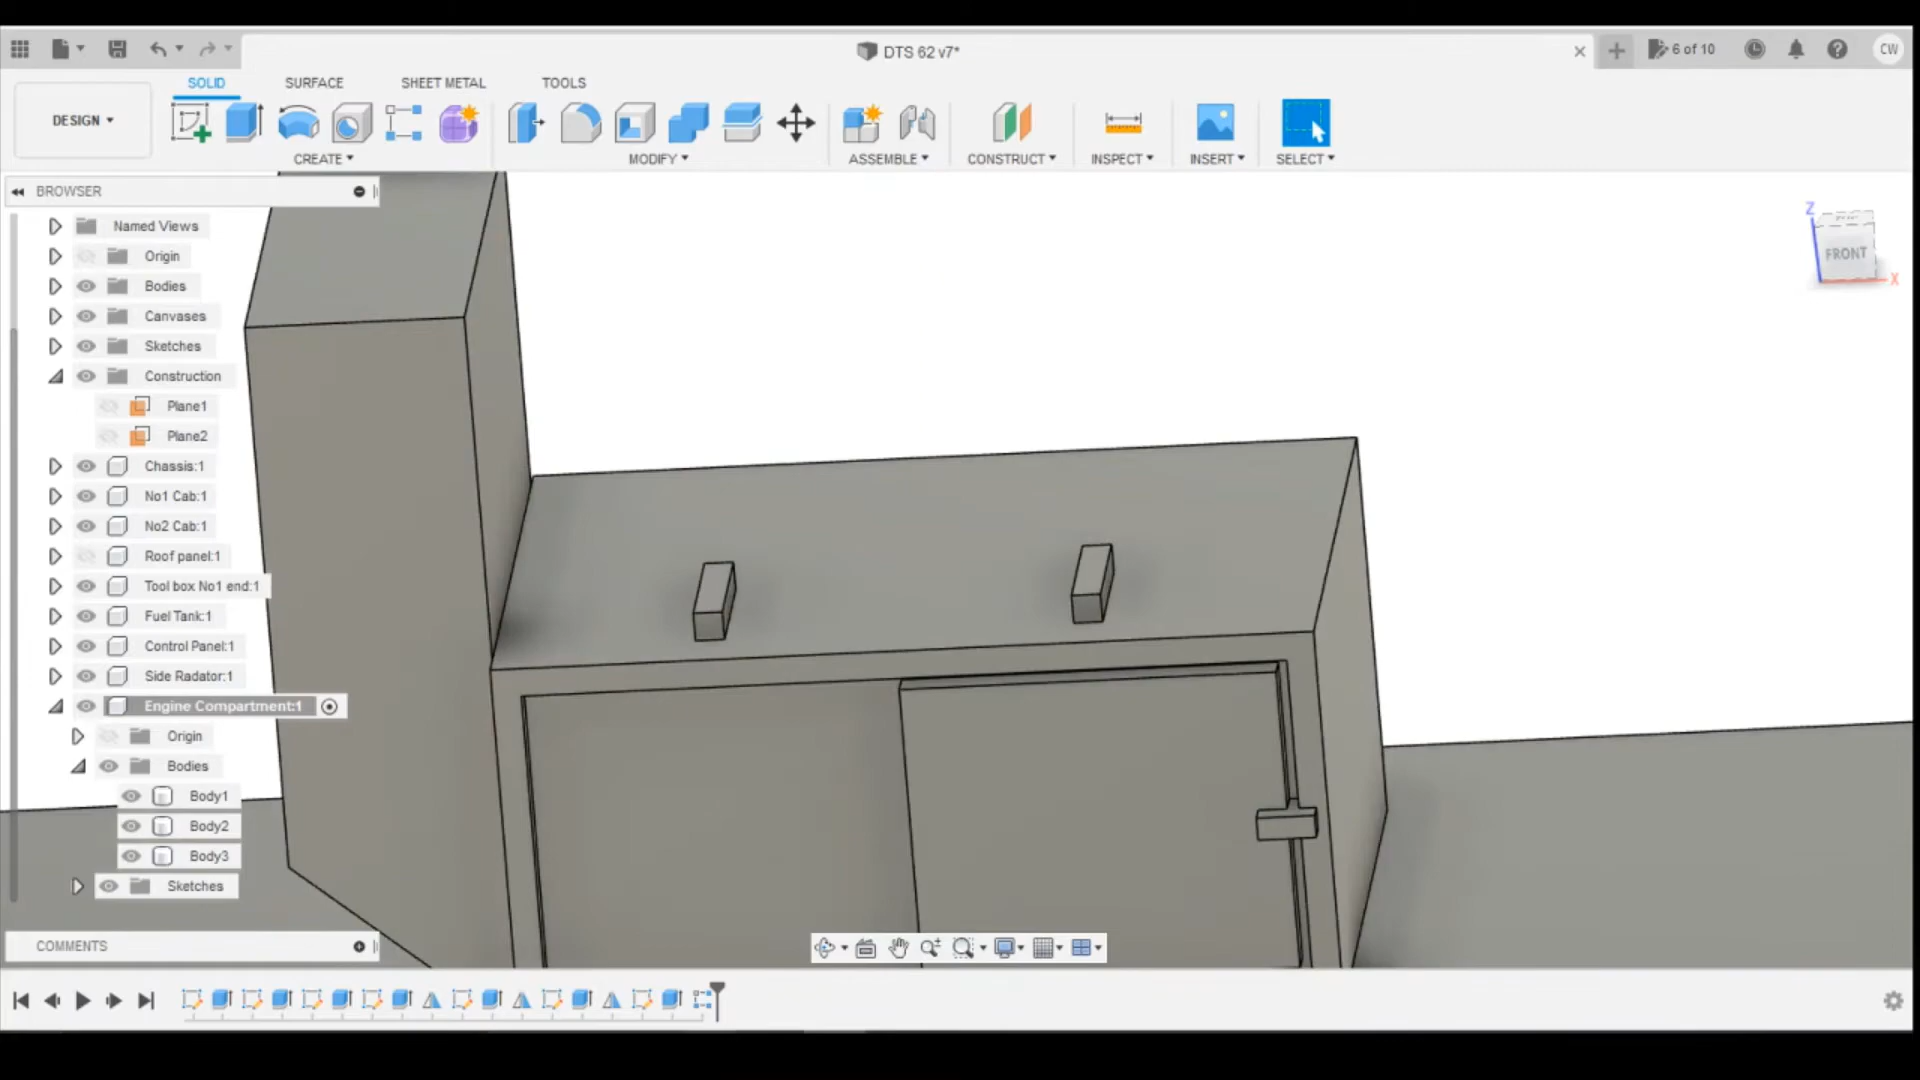 DTS 62 v7*
6 of 10
CW
SOLID
SURFACE
SHEET METAL
TOOLS
DESIGN
CREATE
MODIFY
ASSEMBLE
CONSTRUCT
INSPECT
INSERT
SELECT
BROWSER
Named Views
Origin
Bodies
Canvases
Sketches
Construction
Plane1
Plane2
Chassis:1
No1 Cab:1
No2 Cab:1
Roof panel:1
Tool box No1 end:1
Fuel Tank:1
Control Panel:1
Side Radator:1
Engine Compartment:1
Origin
Bodies
Body1
Body2
Body3
Sketches
Z
FRONT
X
COMMENTS